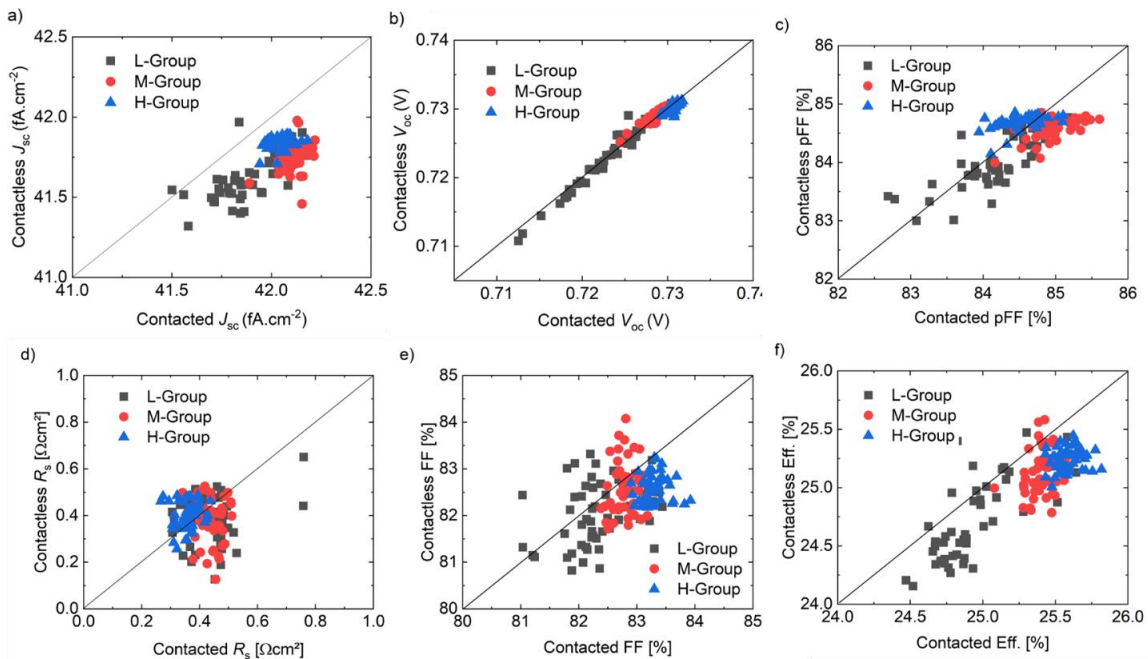 a)
42.5
42.0
41.5
41.0
L-Group
M-Group
H-Group
Contactless Jsc (fA.cm-2)
41.0 41.5 42.0 42.5
Contacted Jsc (fA.cm-2)
b)
0.74
0.73
0.72
0.71
L-Group
M-Group
H-Group
Contactless Voc (V)
0.71 0.72 0.73 0.74
Contacted Voc (V)
c)
86
85
84
83
82
L-Group
M-Group
H-Group
Contactless pFF [%]
82 83 84 85 86
Contacted pFF [%]
d)
1.0
0.8
0.6
0.4
0.2
0.0
L-Group
M-Group
H-Group
Contactless Rs [Ωcm²]
0.0 0.2 0.4 0.6 0.8 1.0
Contacted Rs [Ωcm²]
e)
85
84
83
82
81
80
L-Group
M-Group
H-Group
Contactless FF [%]
80 81 82 83 84 85
Contacted FF [%]
f)
26.0
25.5
25.0
24.5
24.0
L-Group
M-Group
H-Group
Contactless Eff. [%]
24.0 24.5 25.0 25.5 26.0
Contacted Eff. [%]